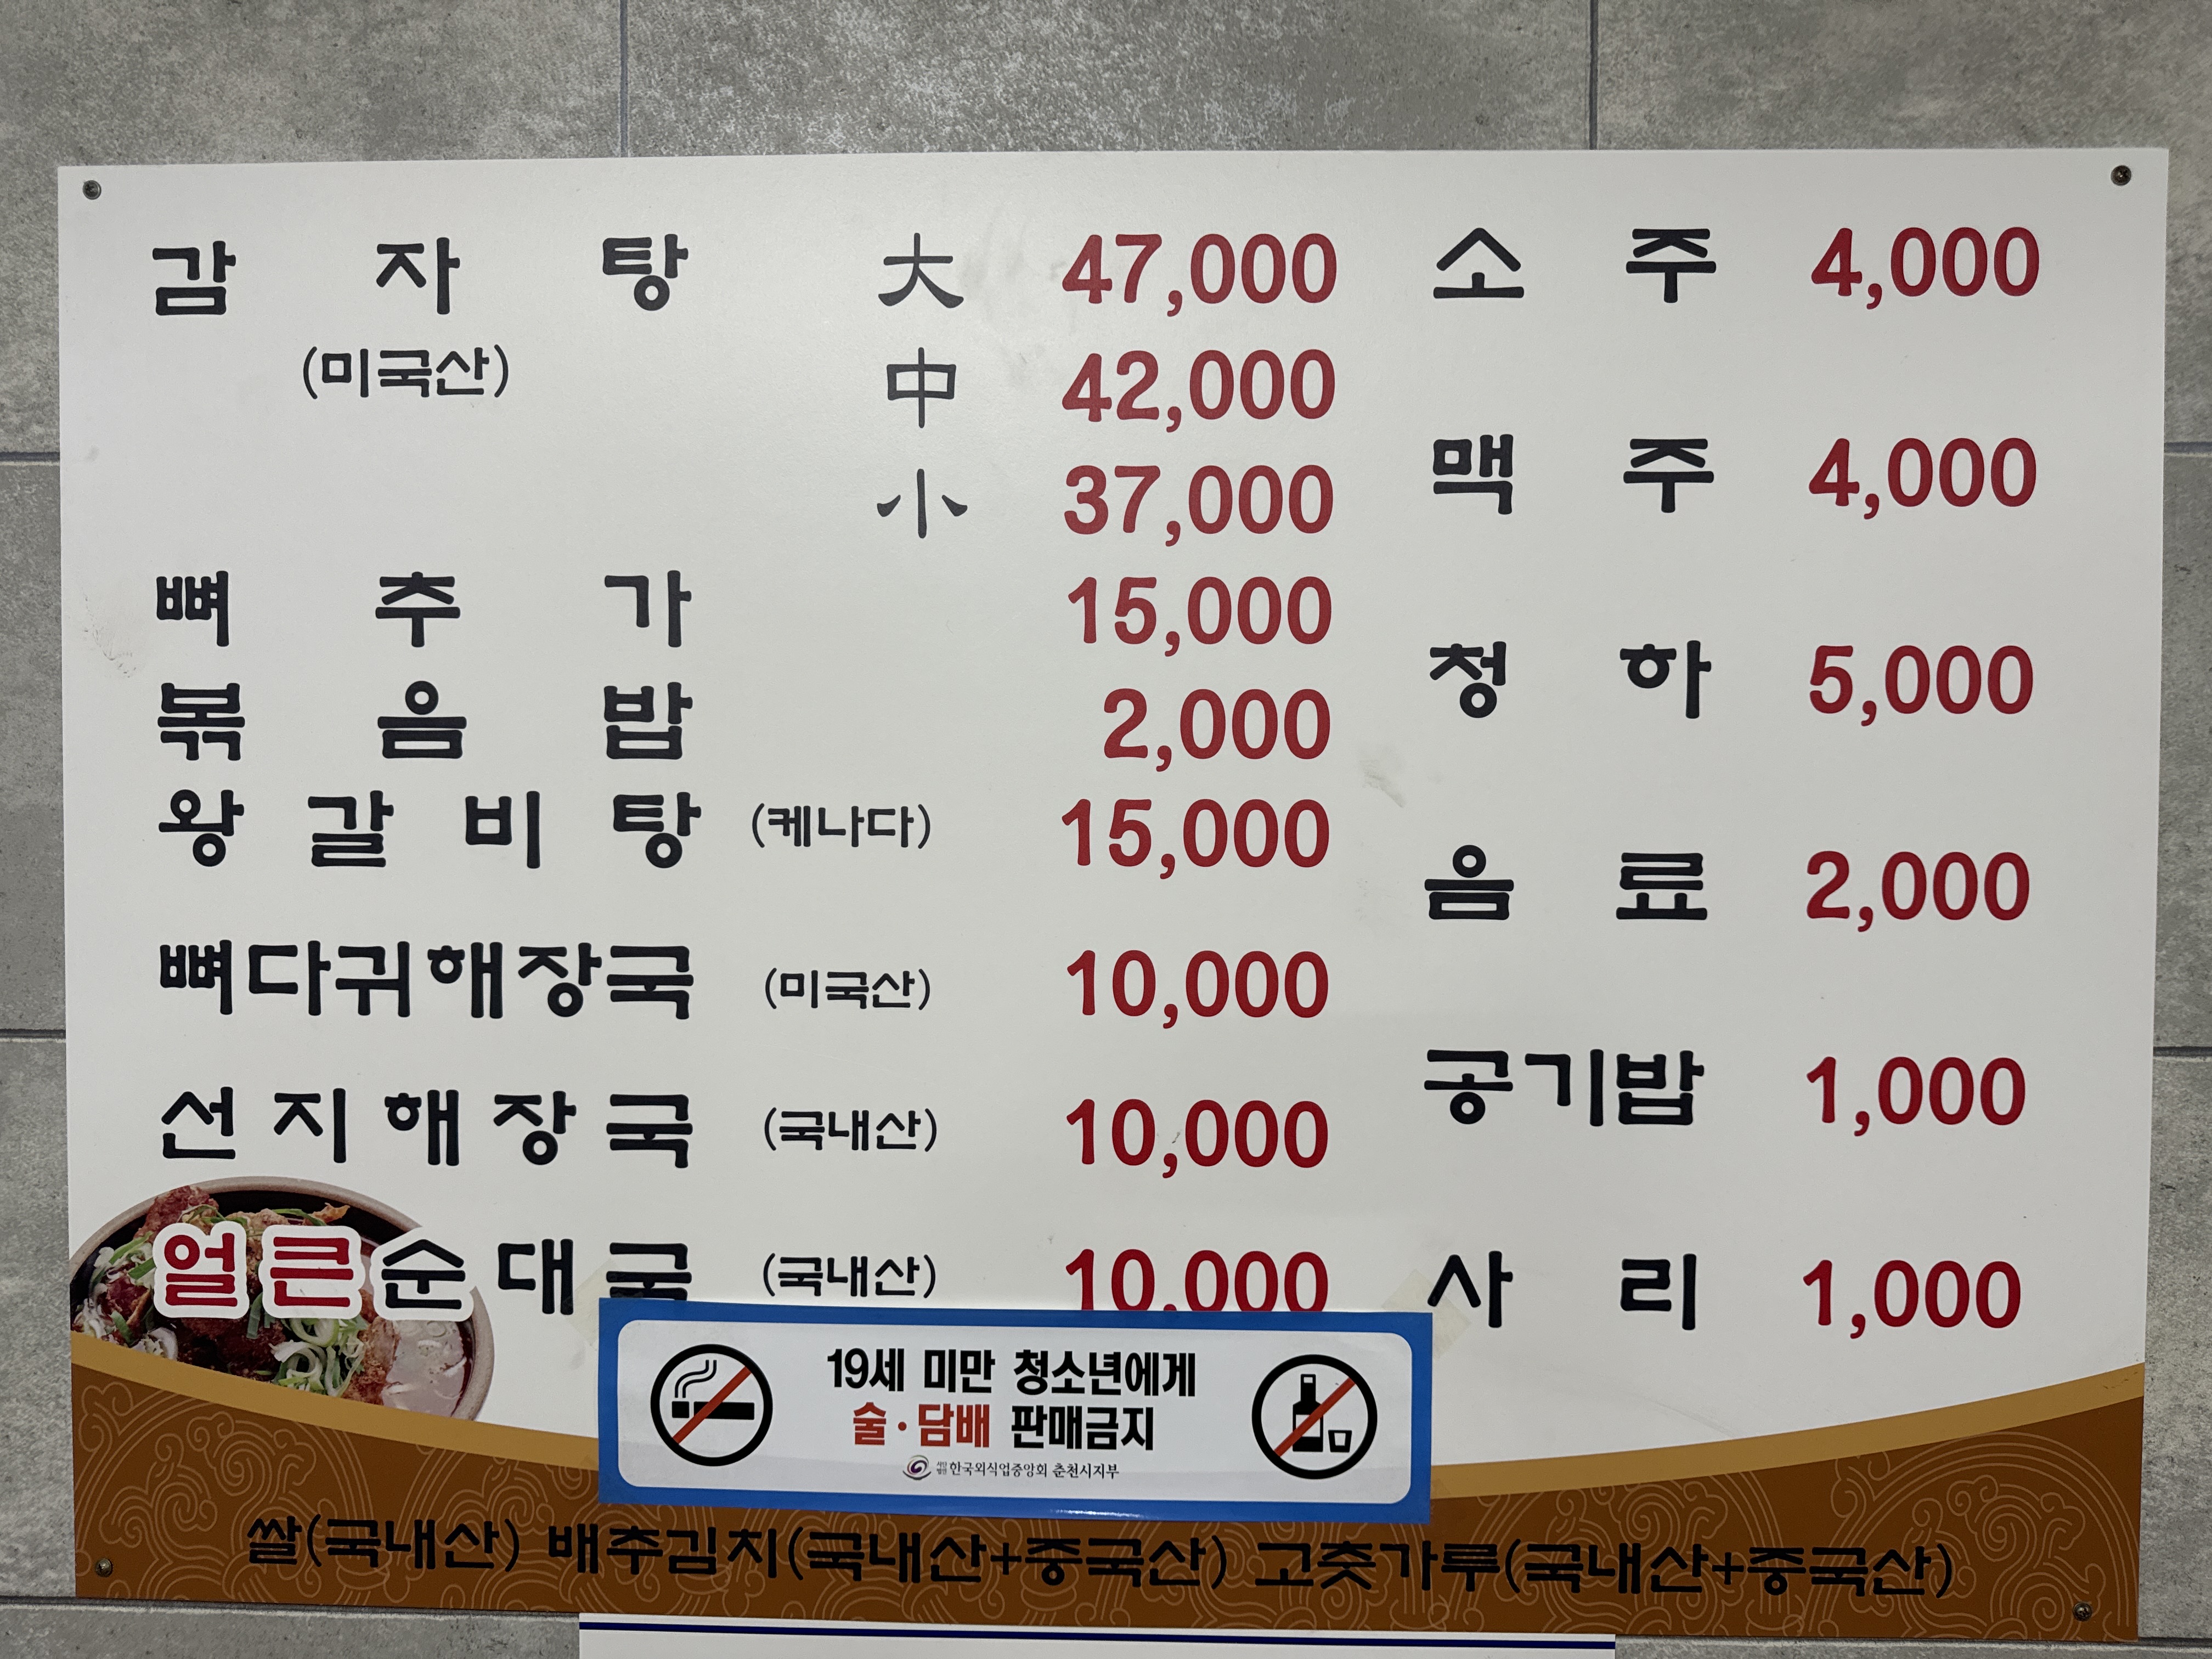 감자탕 大 47,000
(미국산) 中 42,000
小 37,000
뼈추가 15,000
볶음밥 2,000
왕갈비탕 (케나다) 15,000
뼈다귀해장국 (미국산) 10,000
선지해장국 (국내산) 10,000
얼큰순대국 (국내산) 10,000
소주 4,000
맥주 4,000
청하 5,000
음료 2,000
공기밥 1,000
사리 1,000
19세 미만 청소년에게
술·담배 판매금지
사단법인 한국외식업중앙회 춘천시지부
쌀(국내산) 배추김치(국내산+중국산) 고춧가루(국내산+중국산)